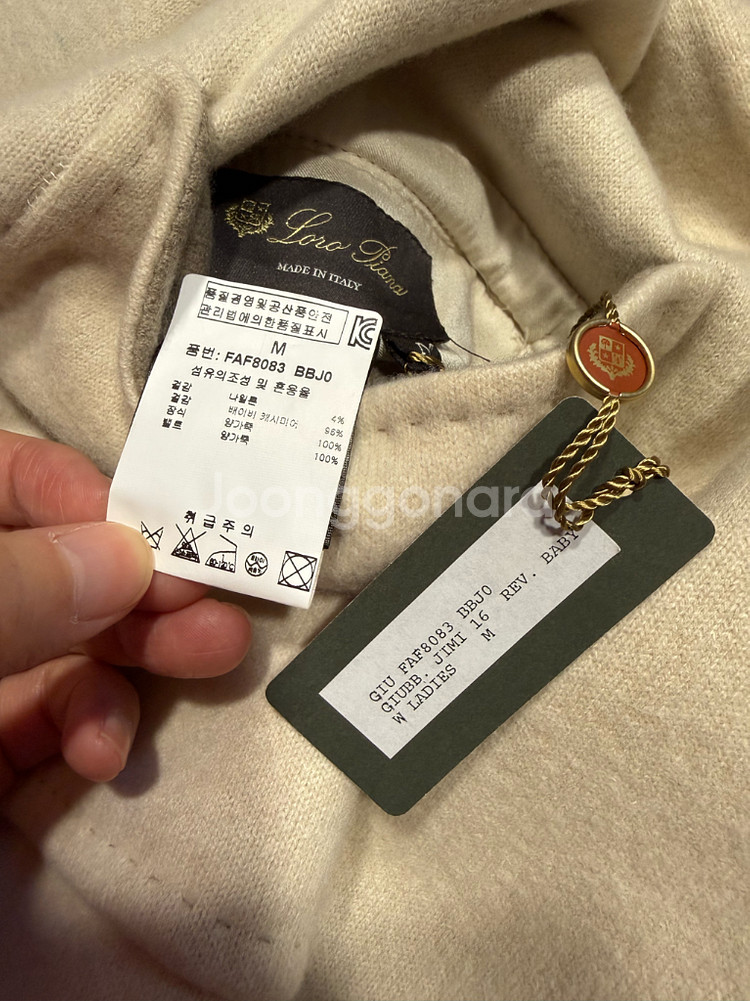 Loro Piana
MADE IN ITALY
품질경영및공산품안전
관리법에의한품질표시
M
품번: FAF8083 BBJ0
섬유의조성 및 혼용율
겉감 나일론 4%
겉감 베이비 캐시미어 96%
장식 양가죽 100%
벨트 양가죽 100%
취급주의
joonggonara
GIU FAF8083 BBJ0
GIUBB. JIMI 16 REV. BABY
W LADIES M